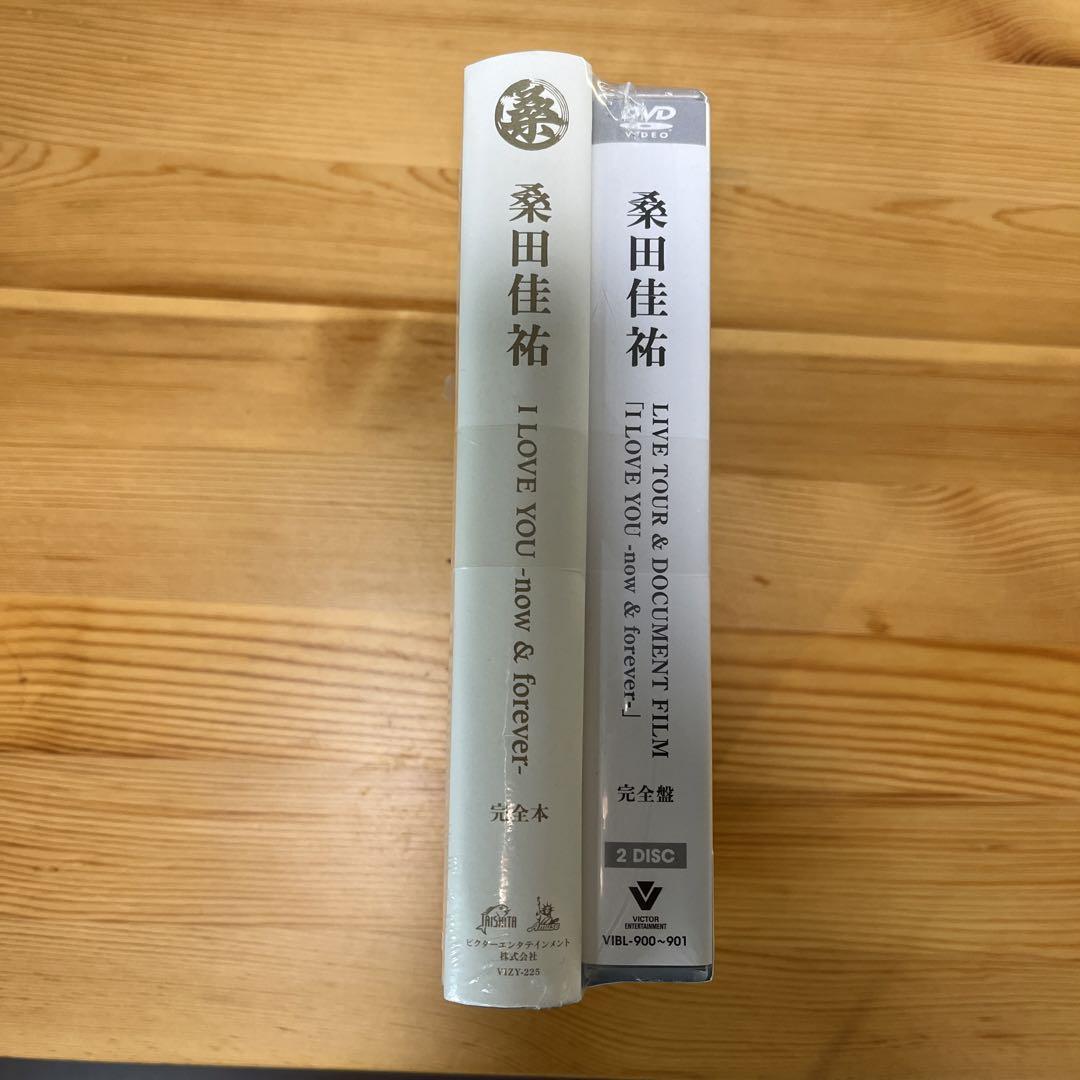 桑
桑田佳祐
I LOVE YOU -now & forever-
完全本
TAISHITA
Amuse
ビクターエンタテインメント
株式会社
VIZY-225
DVD
VIDEO
桑田佳祐
LIVE TOUR & DOCUMENT FILM
「I LOVE YOU -now & forever-」
完全盤
2 DISC
VICTOR
ENTERTAINMENT
VIBL-900~901